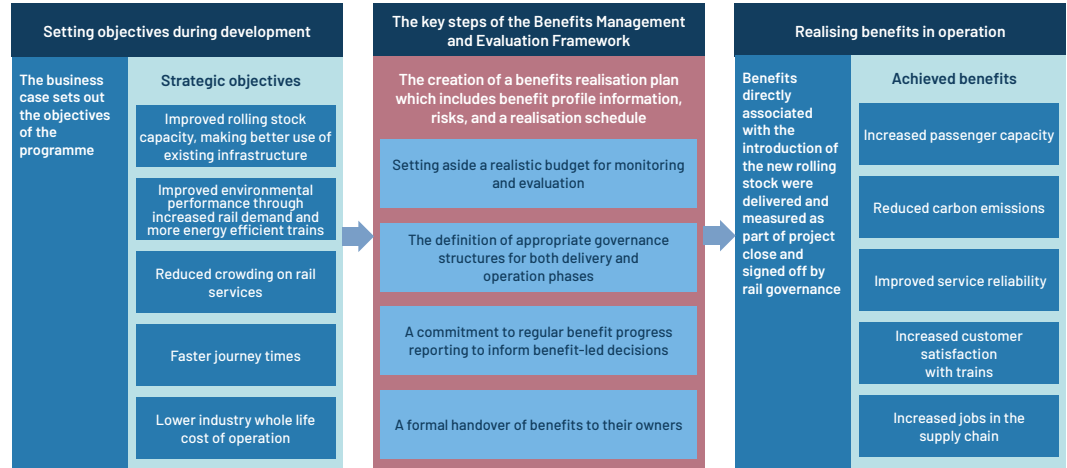 Setting objectives during development
The business
case sets out
the objectives
of the
programme
Strategic objectives
Improved rolling stock
capacity, making better use of
existing infrastructure
Improved environmental
performance through
increased rail demand and
more energy efficient trains
Reduced crowding on rail
services
Faster journey times
Lower industry whole life
cost of operation
The key steps of the Benefits Management
and Evaluation Framework
The creation of a benefits realisation plan
which includes benefit profile information,
risks, and a realisation schedule
Setting aside a realistic budget for monitoring
and evaluation
The definition of appropriate governance
structures for both delivery and
operation phases
A commitment to regular benefit progress
reporting to inform benefit-led decisions
A formal handover of benefits to their owners
Realising benefits in operation
Benefits
directly
associated
with the
introduction of
the new rolling
stock were
delivered and
measured as
part of project
close and
signed off by
rail governance
Achieved benefits
Increased passenger capacity
Reduced carbon emissions
Improved service reliability
Increased customer
satisfaction
with trains
Increased jobs in the
supply chain